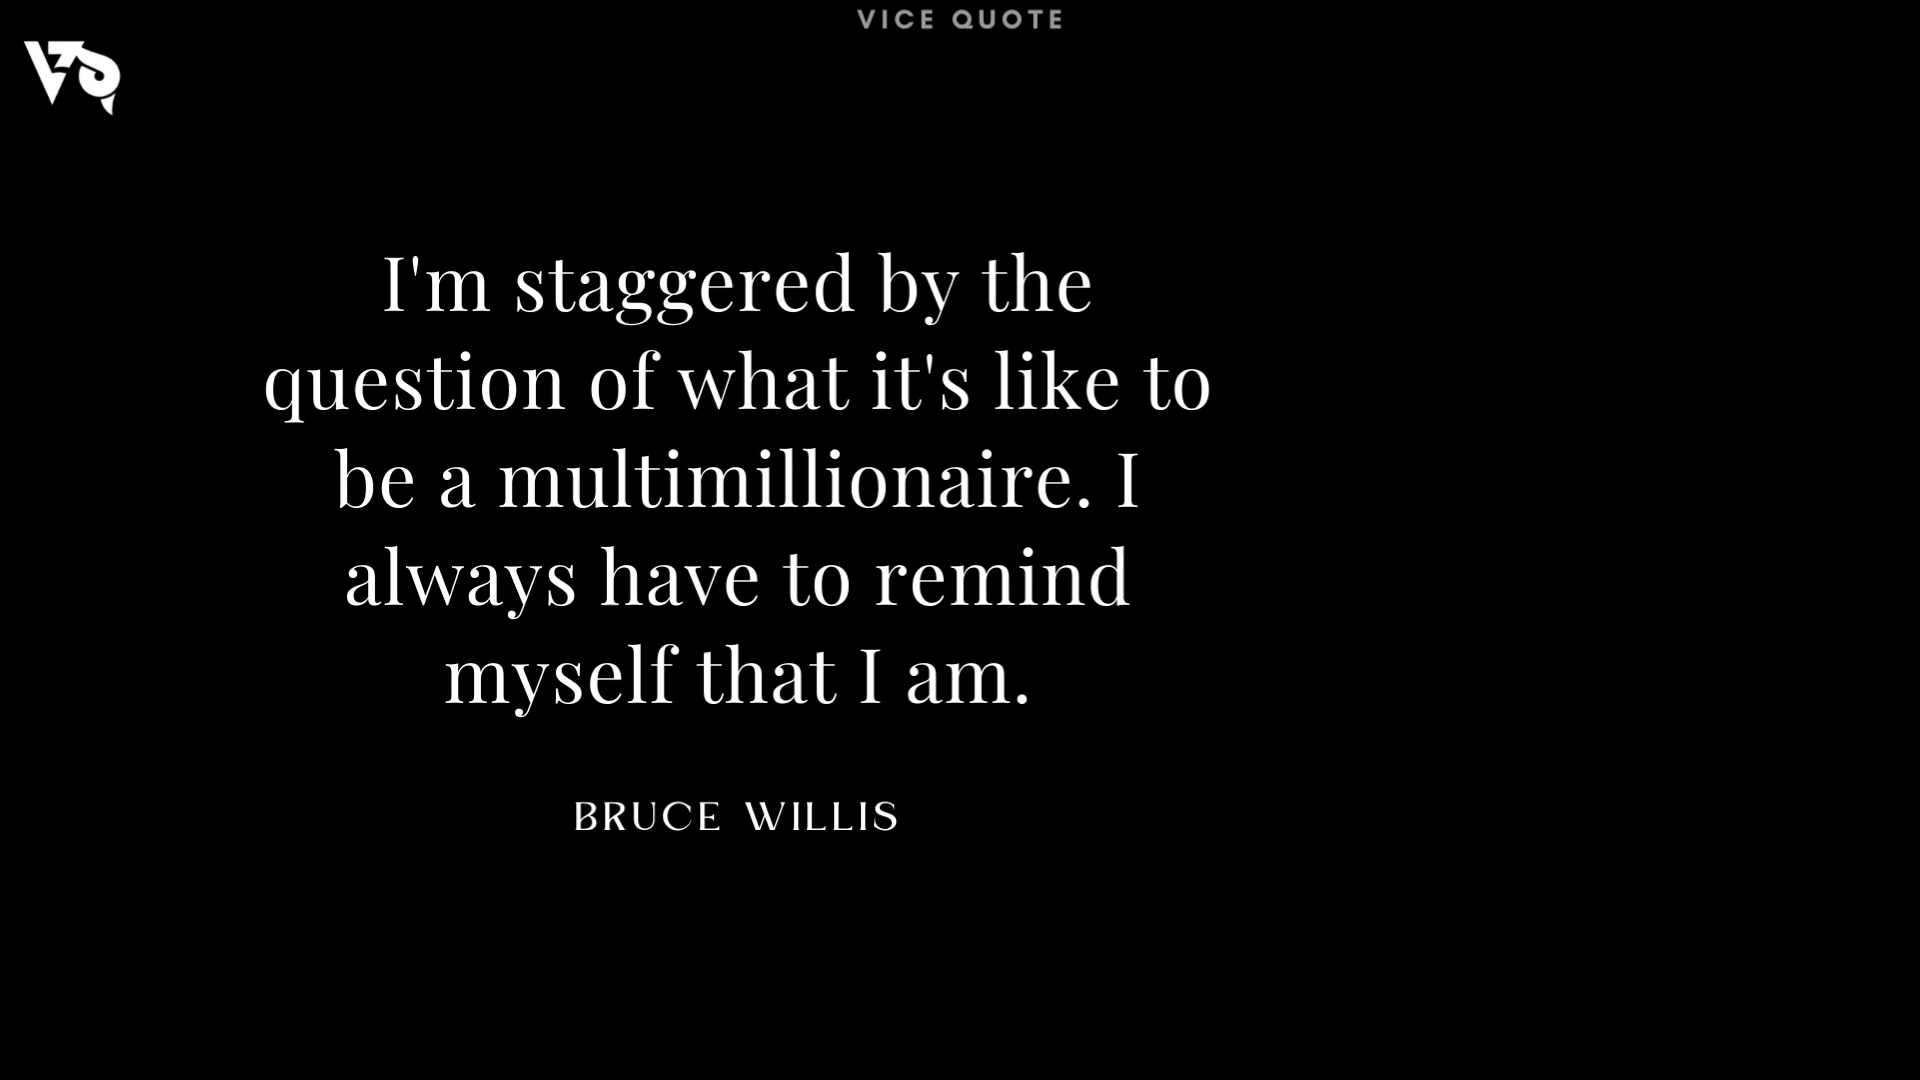 VICE QUOTE
VQ
I'm staggered by the
question of what it's like to
be a multimillionaire. I
always have to remind
myself that I am.
BRUCE WILLIS